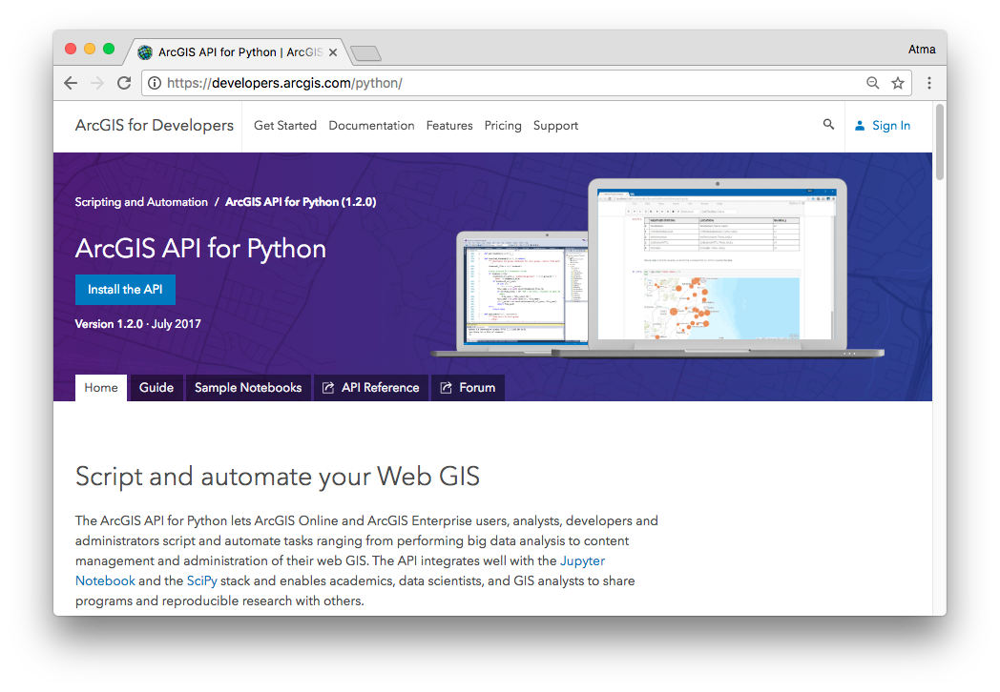 ArcGIS API for Python | ArcGIS
Atma
https://developers.arcgis.com/python/
ArcGIS for Developers
Get Started Documentation Features Pricing Support
Sign In
Scripting and Automation / ArcGIS API for Python (1.2.0)
ArcGIS API for Python
Install the API
Version 1.2.0 · July 2017
Home Guide Sample Notebooks API Reference Forum
Script and automate your Web GIS
The ArcGIS API for Python lets ArcGIS Online and ArcGIS Enterprise users, analysts, developers and
administrators script and automate tasks ranging from performing big data analysis to content
management and administration of their web GIS. The API integrates well with the Jupyter
Notebook and the SciPy stack and enables academics, data scientists, and GIS analysts to share
programs and reproducible research with others.